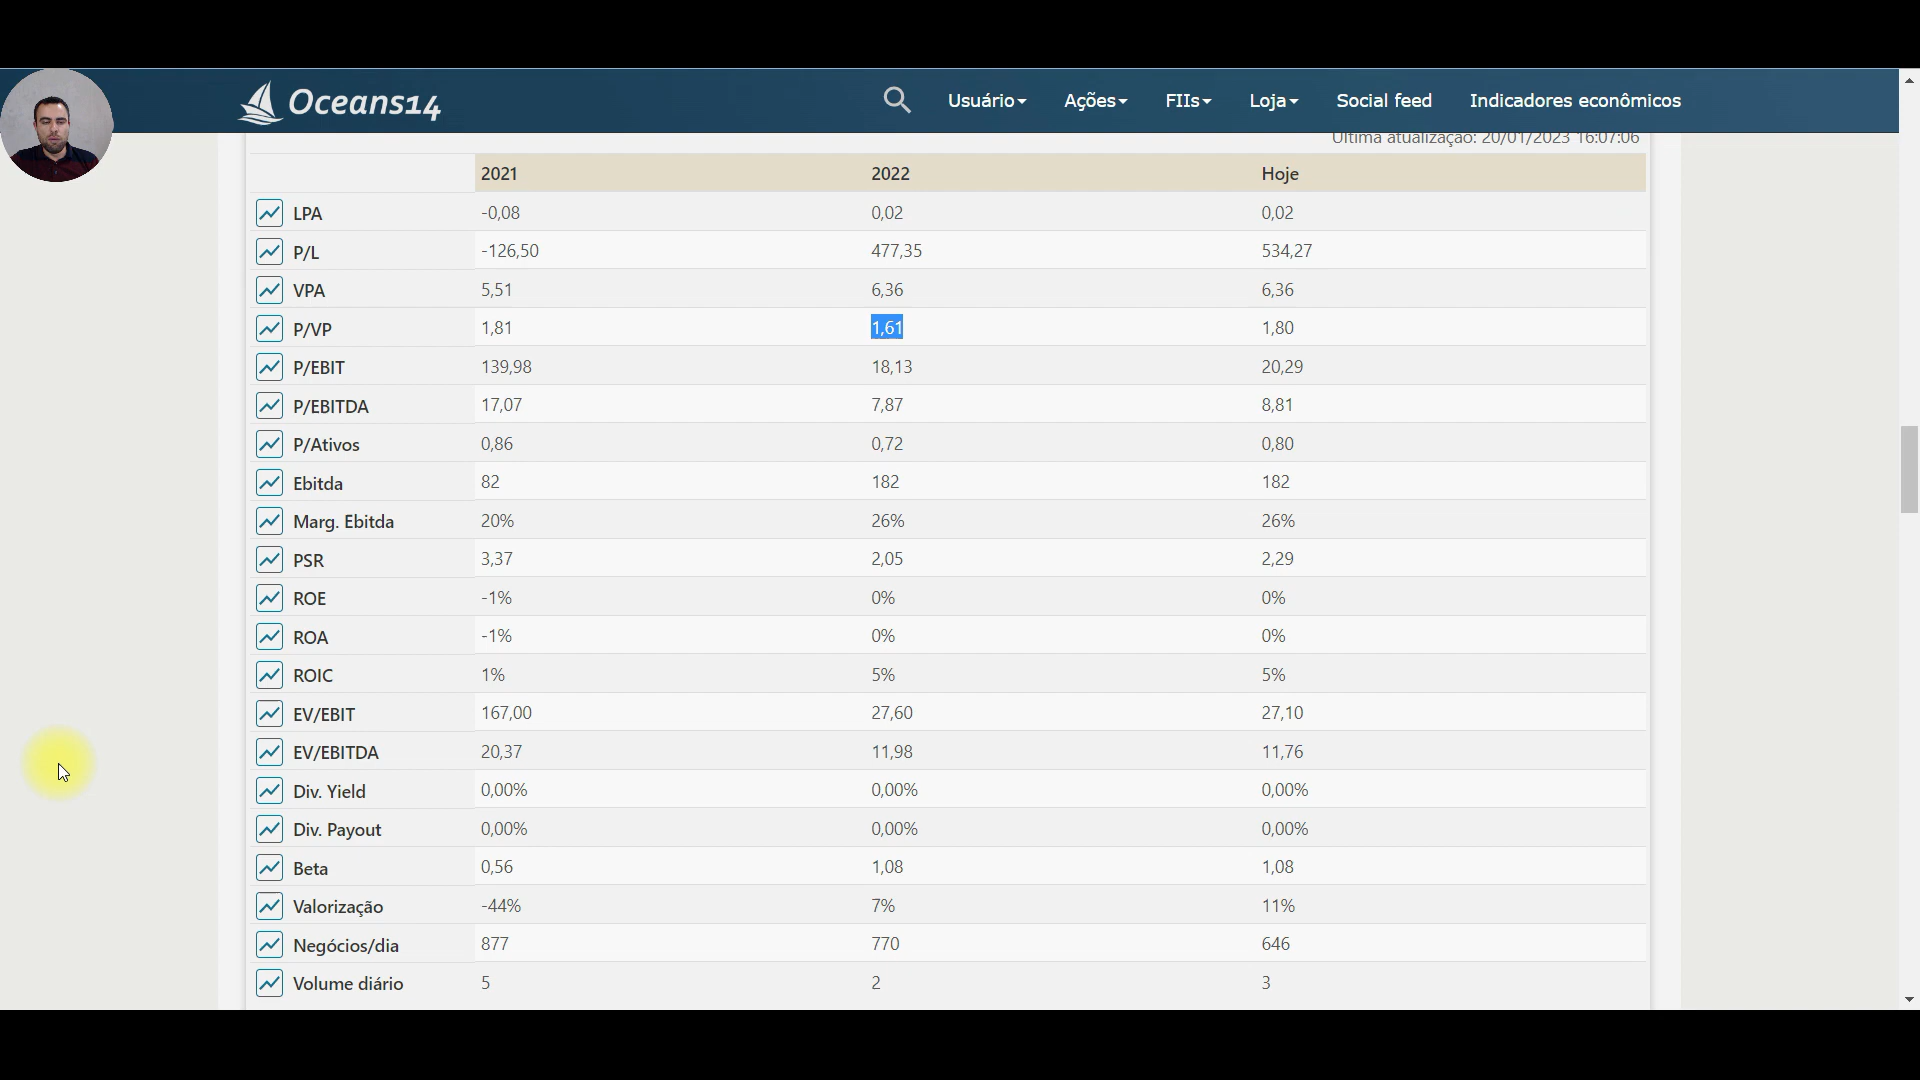 Oceans14
Usuário Ações FIIs Loja Social feed Indicadores econômicos
Última atualização: 20/01/2023 16:07:06
2021 2022 Hoje
LPA -0,08 0,02 0,02
P/L -126,50 477,35 534,27
VPA 5,51 6,36 6,36
P/VP 1,81 1,61 1,80
P/EBIT 139,98 18,13 20,29
P/EBITDA 17,07 7,87 8,81
P/Ativos 0,86 0,72 0,80
Ebitda 82 182 182
Marg. Ebitda 20% 26% 26%
PSR 3,37 2,05 2,29
ROE -1% 0% 0%
ROA -1% 0% 0%
ROIC 1% 5% 5%
EV/EBIT 167,00 27,60 27,10
EV/EBITDA 20,37 11,98 11,76
Div. Yield 0,00% 0,00% 0,00%
Div. Payout 0,00% 0,00% 0,00%
Beta 0,56 1,08 1,08
Valorização -44% 7% 11%
Negócios/dia 877 770 646
Volume diário 5 2 3